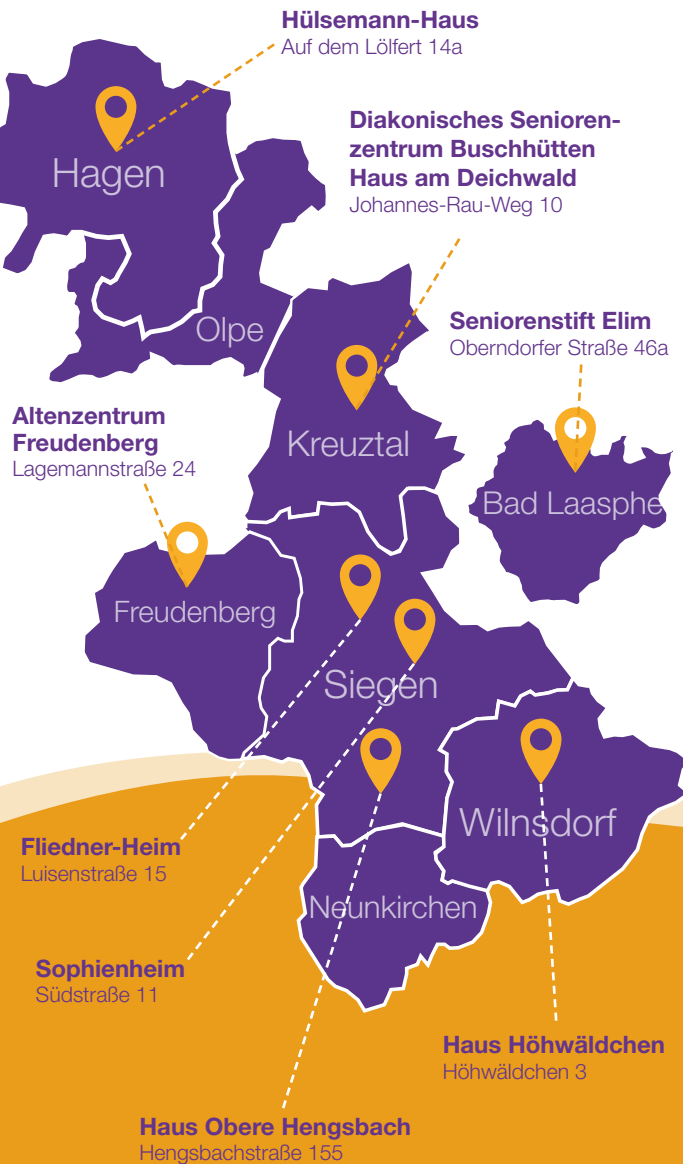 Hülsemann-Haus
Auf dem Lölfert 14a
Diakonisches Senioren-
zentrum Buschhütten
Haus am Deichwald
Johannes-Rau-Weg 10
Hagen
Olpe
Seniorenstift Elim
Oberndorfer Straße 46a
Altenzentrum
Freudenberg
Lagemannstraße 24
Kreuztal
Bad Laasphe
Freudenberg
Siegen
Wilnsdorf
Fliedner-Heim
Luisenstraße 15
Neunkirchen
Sophienheim
Südstraße 11
Haus Höhwäldchen
Höhwäldchen 3
Haus Obere Hengsbach
Hengsbachstraße 155